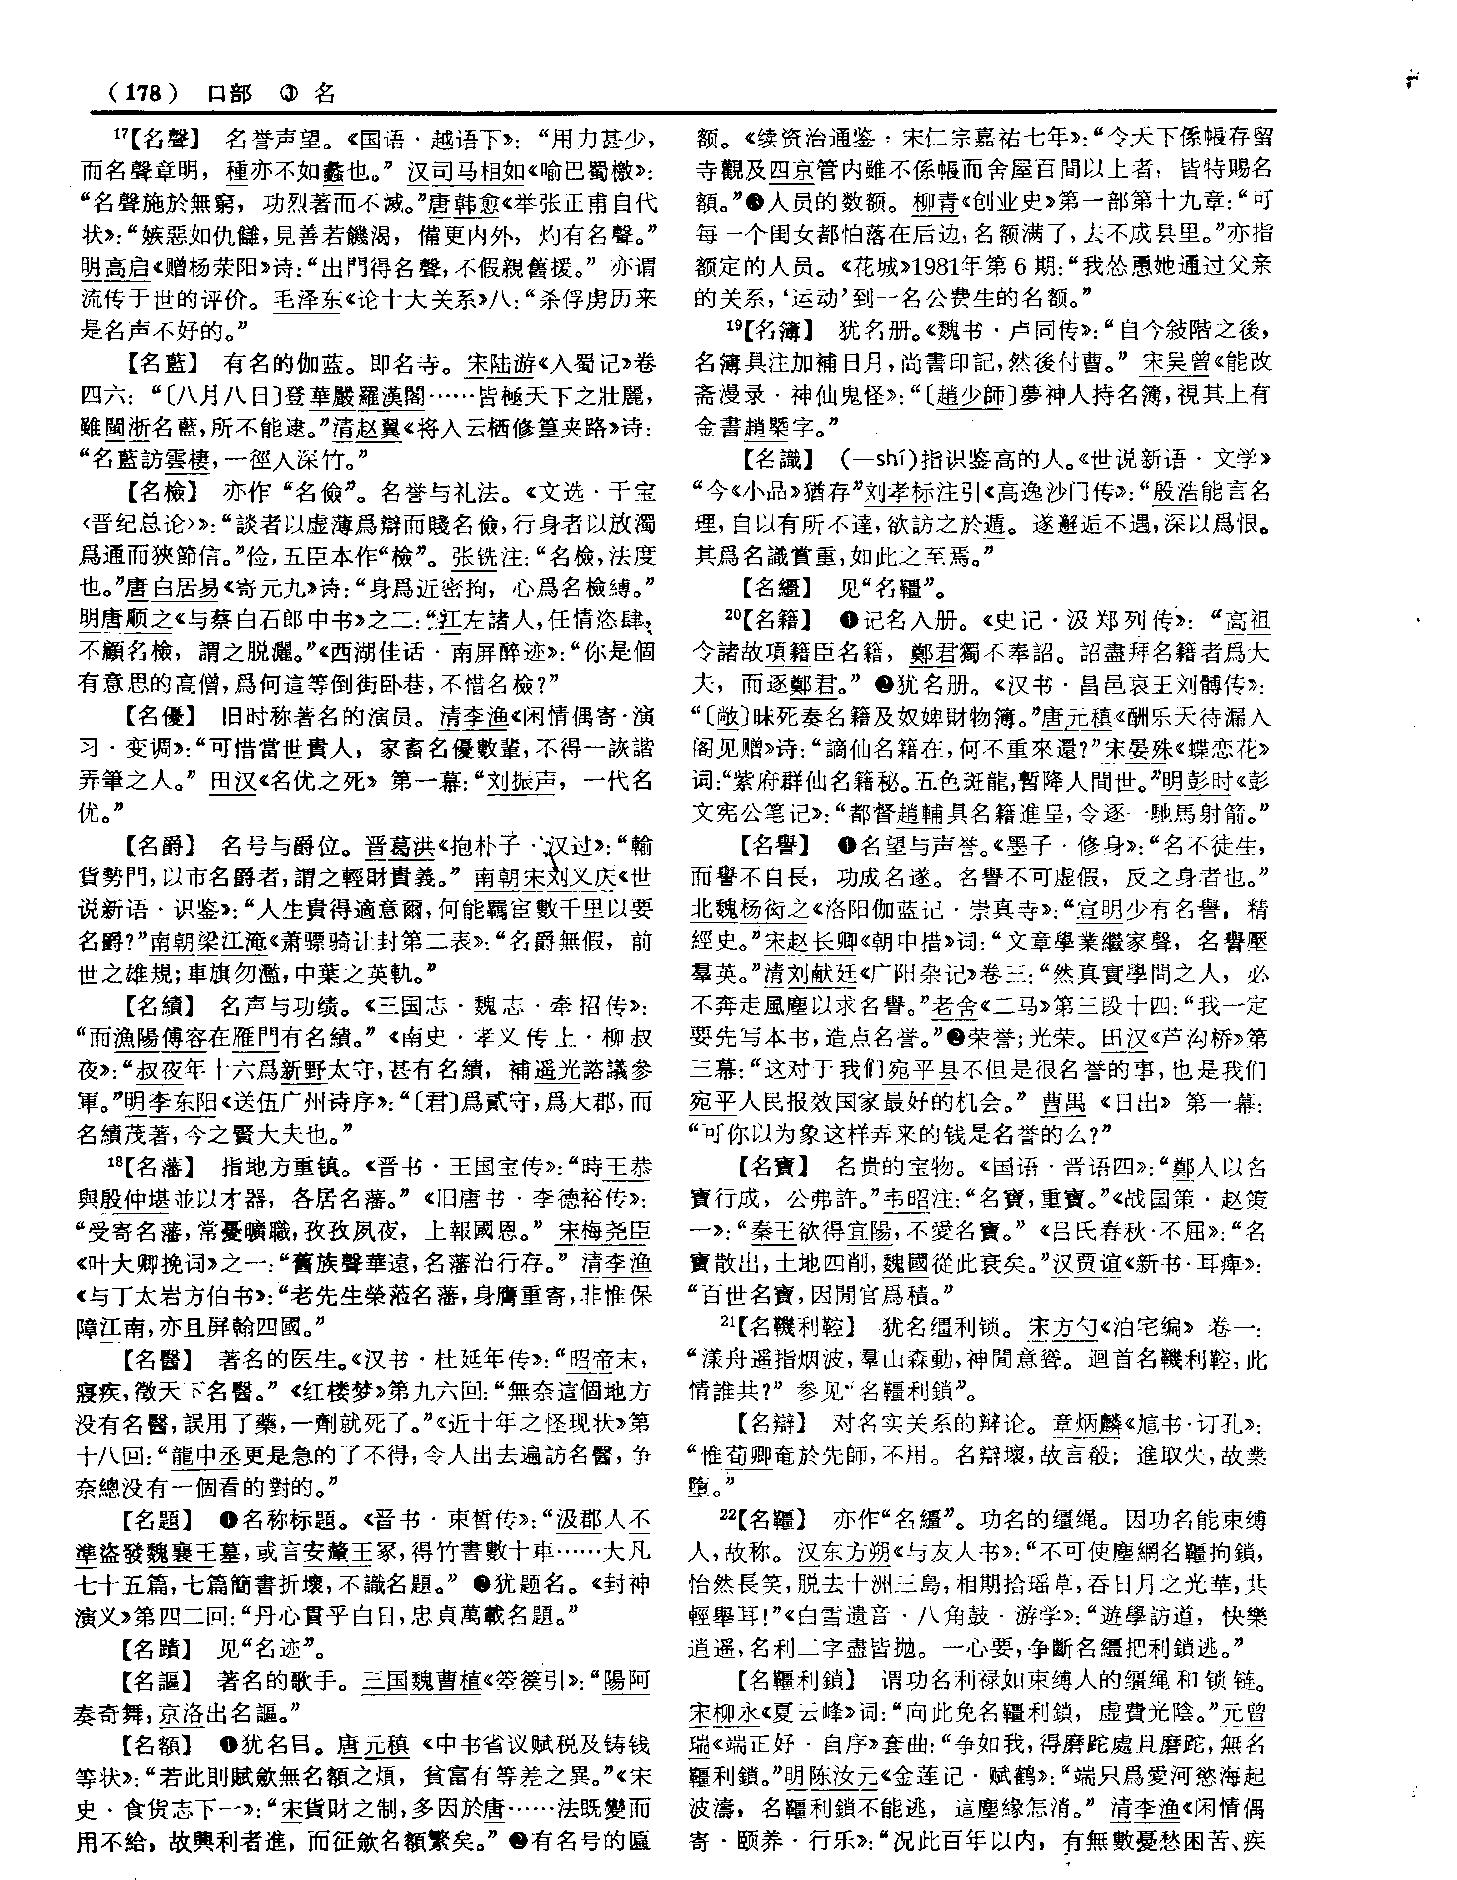 （178） 口部 ③ 名
17【名聲】 名誉声望。《国语·越语下》：“用力甚少，
而名聲章明，種亦不如蠡也。” 汉司马相如《喻巴蜀檄》：
“名聲施於無窮，功烈著而不滅。”唐韩愈《举张正甫自代
状》：“嫉惡如仇讎，見善若饑渴，備更内外，灼有名聲。”
明高启《赠杨荥阳》诗：“出門得名聲，不假親舊援。” 亦谓
流传于世的评价。毛泽东《论十大关系》八：“杀俘虏历来
是名声不好的。”
【名藍】 有名的伽蓝。即名寺。宋陆游《入蜀记》卷
四六：“〔八月八日〕登華嚴羅漢閣……皆極天下之壯麗，
雖閩浙名藍，所不能逮。”清赵翼《将入云栖修篁夹路》诗：
“名藍訪雲棲，一徑入深竹。”
【名檢】 亦作“名儉”。名誉与礼法。《文选·干宝
〈晋纪总论〉》：“談者以虚薄爲辯而賤名儉，行身者以放濁
爲通而狹節信。”俭，五臣本作“檢”。张铣注：“名檢，法度
也。”唐白居易《寄元九》诗：“身爲近密拘，心爲名檢縛。”
明唐顺之《与蔡白石郎中书》之二：“江左諸人，任情恣肆，
不顧名檢，謂之脱灑。”《西湖佳话·南屏醉迹》：“你是個
有意思的高僧，爲何這等倒街卧巷，不惜名檢？”
【名優】 旧时称著名的演员。清李渔《闲情偶寄·演
习·变调》：“可惜當世貴人，家畜名優數輩，不得一詼諧
弄筆之人。” 田汉《名优之死》第一幕：“刘振声，一代名
优。”
【名爵】 名号与爵位。晋葛洪《抱朴子·汉过》：“輸
貨勢門，以市名爵者，謂之輕財貴義。” 南朝宋刘义庆《世
说新语·识鉴》：“人生貴得適意爾，何能羈宦數千里以要
名爵？”南朝梁江淹《萧骠骑让封第二表》：“名爵無假，前
世之雄規；車旗勿濫，中葉之英軌。”
【名績】 名声与功绩。《三国志·魏志·牵招传》：
“而漁陽傅容在雁門有名績。”《南史·孝义传上·柳叔
夜》：“叔夜年十六爲新野太守，甚有名績，補遥光諮議參
軍。”明李东阳《送伍广州诗序》：“〔君〕爲貳守，爲大郡，而
名績茂著，今之賢大夫也。”
18【名藩】 指地方重镇。《晋书·王国宝传》：“時王恭
與殷仲堪並以才器，各居名藩。”《旧唐书·李德裕传》：
“受寄名藩，常憂曠職，孜孜夙夜，上報國恩。” 宋梅尧臣
《叶大卿挽词》之一：“舊族聲華遠，名藩治行存。” 清李渔
《与丁太岩方伯书》：“老先生榮蒞名藩，身膺重寄，非惟保
障江南，亦且屏翰四國。”
【名醫】 著名的医生。《汉书·杜延年传》：“昭帝末，
寢疾，徵天下名醫。”《红楼梦》第九六回：“無奈這個地方
没有名醫，誤用了藥，一劑就死了。”《近十年之怪现状》第
十八回：“龍中丞更是急的了不得，令人出去遍訪名醫，争
奈總没有一個看的對的。”
【名題】 ❶名称标题。《晋书·束皙传》：“汲郡人不
準盜發魏襄王墓，或言安釐王冢，得竹書數十車……大凡
七十五篇，七篇簡書折壞，不識名題。” ❷犹题名。《封神
演义》第四二回：“丹心貫乎白日，忠貞萬載名題。”
【名蹟】 见“名迹”。
【名謳】 著名的歌手。三国魏曹植《箜篌引》：“陽阿
奏奇舞，京洛出名謳。”
【名額】 ❶犹名目。唐元稹《中书省议赋税及铸钱
等状》：“若此則賦斂無名額之煩，貧富有等差之異。”《宋
史·食货志下一》：“宋貨財之制，多因於唐……法既變而
用不給，故興利者進，而征斂名額繁矣。” ❷有名号的匾
额。《续资治通鉴·宋仁宗嘉祐七年》：“令天下係帳存留
寺觀及四京管内雖不係帳而舍屋百間以上者，皆特賜名
額。”❸人员的数额。柳青《创业史》第一部第十九章：“可
每一个闺女都怕落在后边，名额满了，去不成县里。”亦指
额定的人员。《花城》1981年第6期：“我怂恿她通过父亲
的关系，‘运动’到一名公费生的名额。”
19【名簿】 犹名册。《魏书·卢同传》：“自今敍階之後，
名簿具注加補日月，尚書印記，然後付曹。” 宋吴曾《能改
斋漫录·神仙鬼怪》：“〔趙少師〕夢神人持名簿，視其上有
金書趙槩字。”
【名識】 （—shí）指识鉴高的人。《世说新语·文学》
“今《小品》猶存”刘孝标注引《高逸沙门传》：“殷浩能言名
理，自以有所不達，欲訪之於遁。遂邂逅不遇，深以爲恨。
其爲名識賞重，如此之至焉。”
【名繮】 见“名韁”。
20【名籍】 ❶记名入册。《史记·汲郑列传》：“高祖
令諸故項籍臣名籍，鄭君獨不奉詔。詔盡拜名籍者爲大
夫，而逐鄭君。” ❷犹名册。《汉书·昌邑哀王刘髆传》：
“〔敞〕昧死奏名籍及奴婢財物簿。”唐元稹《酬乐天待漏入
阁见赠》诗：“謫仙名籍在，何不重來還？”宋晏殊《蝶恋花》
词：“紫府群仙名籍秘。五色斑龍，暫降人間世。”明彭时《彭
文宪公笔记》：“都督趙輔具名籍進呈，令逐一馳馬射箭。”
【名譽】 ❶名望与声誉。《墨子·修身》：“名不徒生，
而譽不自長，功成名遂。名譽不可虚假，反之身者也。”
北魏杨衒之《洛阳伽蓝记·崇真寺》：“宣明少有名譽，精
經史。”宋赵长卿《朝中措》词：“文章學業繼家聲，名譽壓
羣英。”清刘献廷《广阳杂记》卷三：“然真實學問之人，必
不奔走風塵以求名譽。”老舍《二马》第三段十四：“我一定
要先写本书，造点名誉。”❷荣誉；光荣。田汉《芦沟桥》第
三幕：“这对于我们宛平县不但是很名誉的事，也是我们
宛平人民报效国家最好的机会。” 曹禺《日出》第一幕：
“可你以为象这样弄来的钱是名誉的么？”
【名寶】 名贵的宝物。《国语·晋语四》：“鄭人以名
寶行成，公弗許。”韦昭注：“名寶，重寶。”《战国策·赵策
一》：“秦王欲得宜陽，不愛名寶。”《吕氏春秋·不屈》：“名
寶散出，土地四削，魏國從此衰矣。”汉贾谊《新书·耳痹》：
“百世名寶，因閒官爲積。”
21【名鞿利鞚】 犹名缰利锁。宋方勺《泊宅编》卷一：
“漾舟遥指烟波，羣山森動，神閒意聳。迴首名鞿利鞚，此
情誰共？” 参见“名韁利鎖”。
【名辯】 对名实关系的辩论。章炳麟《訄书·订孔》：
“惟荀卿奄於先師，不用。名辯壞，故言殽；進取失，故業
墮。”
22【名韁】 亦作“名繮”。功名的缰绳。因功名能束缚
人，故称。汉东方朔《与友人书》：“不可使塵網名韁拘鎖，
怡然長笑，脱去十洲三島，相期拾瑶草，吞日月之光華，共
輕舉耳！”《白雪遗音·八角鼓·游学》：“遊學訪道，快樂
逍遥，名利二字盡皆抛。一心要，争斷名繮把利鎖逃。”
【名韁利鎖】 谓功名利禄如束缚人的缰绳和锁链。
宋柳永《夏云峰》词：“向此免名韁利鎖，虚費光陰。”元曾
瑞《端正好·自序》套曲：“争如我，得磨跎處且磨跎，無名
韁利鎖。”明陈汝元《金莲记·赋鹤》：“端只爲愛河慾海起
波濤，名韁利鎖不能逃，這塵緣怎消。” 清李渔《闲情偶
寄·颐养·行乐》：“况此百年以内，有無數憂愁困苦、疾